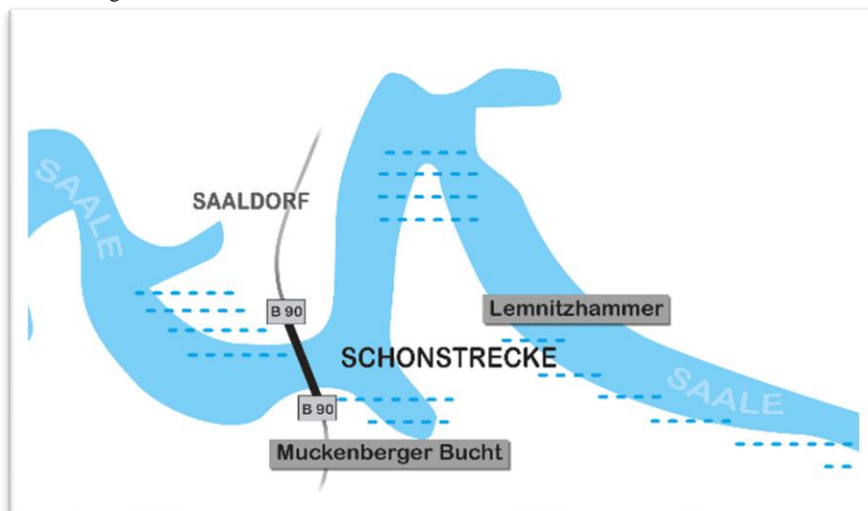 SAALE
SAALDORF
B 90
Lemnitzhammer
SCHONSTRECKE
SAALE
B 90
Muckenberger Bucht